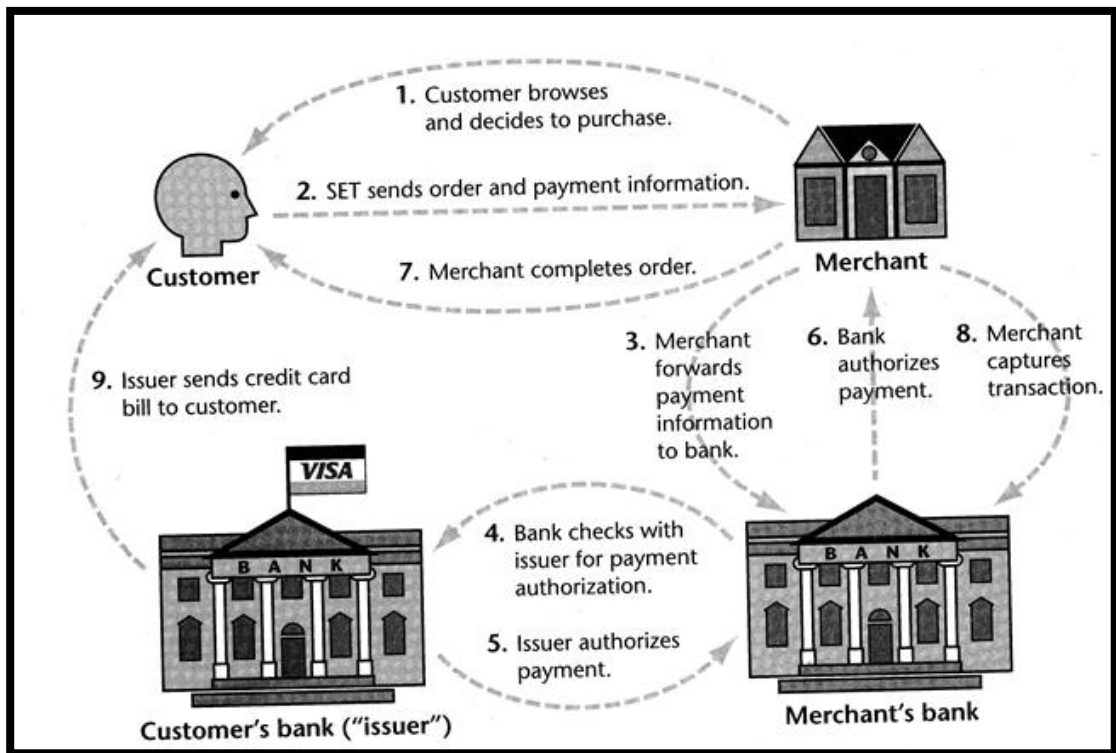 1. Customer browses
and decides to purchase.
2. SET sends order and payment information.
Customer
7. Merchant completes order.
Merchant
3. Merchant
forwards
payment
information
to bank.
6. Bank
authorizes
payment.
8. Merchant
captures
transaction.
9. Issuer sends credit card
bill to customer.
VISA
BANK
4. Bank checks with
issuer for payment
authorization.
5. Issuer authorizes
payment.
BANK
Customer's bank ("issuer")
Merchant's bank